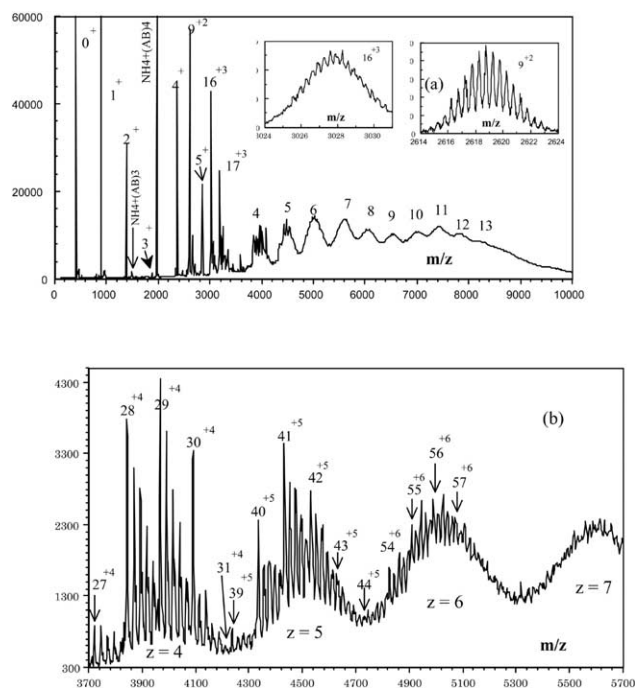 60000
40000
20000
0
0⁺
1⁺
2⁺
NH4+(AB)3
3⁺
NH4+(AB)4
4⁺
9⁺²
5⁺
16⁺³
17⁺³
16⁺³
3024 3026 3028 3030
m/z
9⁺²
(a)
2614 2616 2618 2620 2622 2624
m/z
4 5 6 7 8 9 10 11 12 13
m/z
0 1000 2000 3000 4000 5000 6000 7000 8000 9000 10000
4300
3300
2300
1300
300
(b)
27⁺⁴
28⁺⁴
29⁺⁴
30⁺⁴
31⁺⁴
39⁺⁵
40⁺⁵
41⁺⁵
42⁺⁵
43⁺⁵
44⁺⁵
54⁺⁶
55⁺⁶
56⁺⁶
57⁺⁶
z = 4
z = 5
z = 6
z = 7
m/z
3700 3900 4100 4300 4500 4700 4900 5100 5300 5500 5700